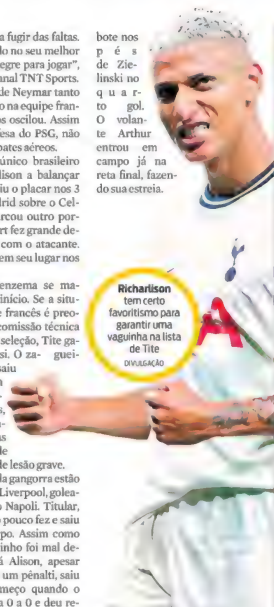 a fugir das faltas.
do no seu melhor
egre para jogar",
anal TNT Sports.
de Neymar tanto
o na equipe fran-
os oscilou. Assim
esa do PSG, não
bates aéreos.
único brasileiro
lison a balançar
iu o placar nos 3
drid sobre o Cel-
arcou outro por-
rt fez grande de-
com o atacante.
em seu lugar nos
enzema se ma-
início. Se a situ-
e francês é preo-
comissão técnica
seleção, Tite ga-
si. O za- guei-
saiu
de
de lesão grave.
da gangorra estão
Liverpool, golea-
o Napoli. Titular,
o pouco fez e saiu
po. Assim como
inho foi mal de-
á Alison, apesar
um pênalti, saiu
meço quando o
a 0 a 0 e deu re-
bote nos
pés
de Zie-
linski no
quar-
to gol.
O volan-
te Arthur
entrou em
campo já na
reta final, fazen-
do sua estreia.
Richarlison
tem certo
favoritismo para
garantir uma
vaguinha na lista
de Tite
DIVULGAÇÃO
A